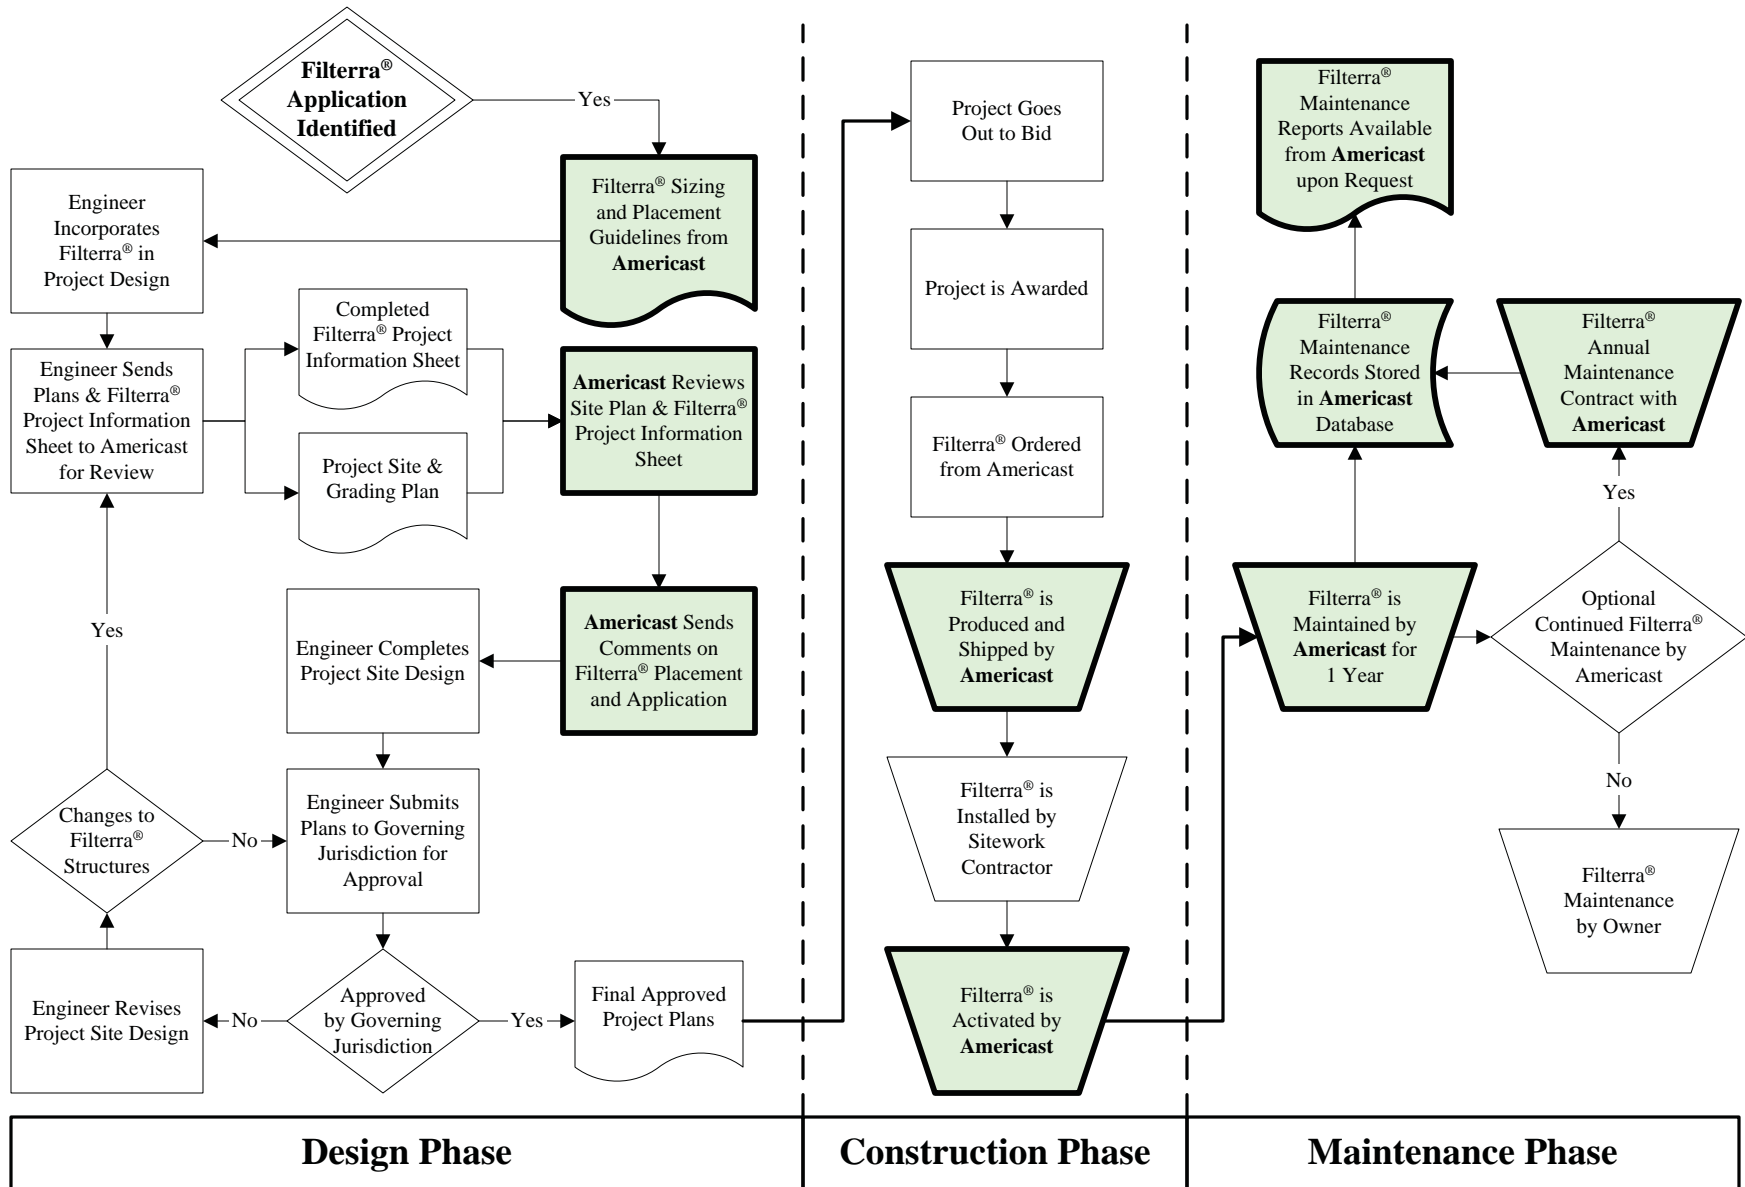 Filterra®
Application
Identified
Yes
Filterra® Sizing
and Placement
Guidelines from
Americast
Engineer
Incorporates
Filterra® in
Project Design
Engineer Sends
Plans & Filterra®
Project Information
Sheet to Americast
for Review
Completed
Filterra® Project
Information Sheet
Project Site &
Grading Plan
Americast Reviews
Site Plan & Filterra®
Project Information
Sheet
Americast Sends
Comments on
Filterra® Placement
and Application
Engineer Completes
Project Site Design
Engineer Submits
Plans to Governing
Jurisdiction for
Approval
Approved
by Governing
Jurisdiction
No
Engineer Revises
Project Site Design
Changes to
Filterra®
Structures
No
Yes
Yes
Final Approved
Project Plans
Project Goes
Out to Bid
Project is Awarded
Filterra® Ordered
from Americast
Filterra® is
Produced and
Shipped by
Americast
Filterra® is
Installed by
Sitework
Contractor
Filterra® is
Activated by
Americast
Filterra®
Maintenance
Reports Available
from Americast
upon Request
Filterra®
Maintenance
Records Stored
in Americast
Database
Filterra®
Annual
Maintenance
Contract with
Americast
Yes
Filterra® is
Maintained by
Americast for
1 Year
Optional
Continued Filterra®
Maintenance by
Americast
No
Filterra®
Maintenance
by Owner
Design Phase
Construction Phase
Maintenance Phase